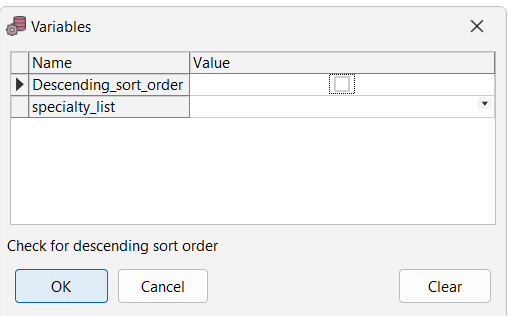 Variables
Name Value
Descending_sort_order
specialty_list
Check for descending sort order
OK Cancel Clear